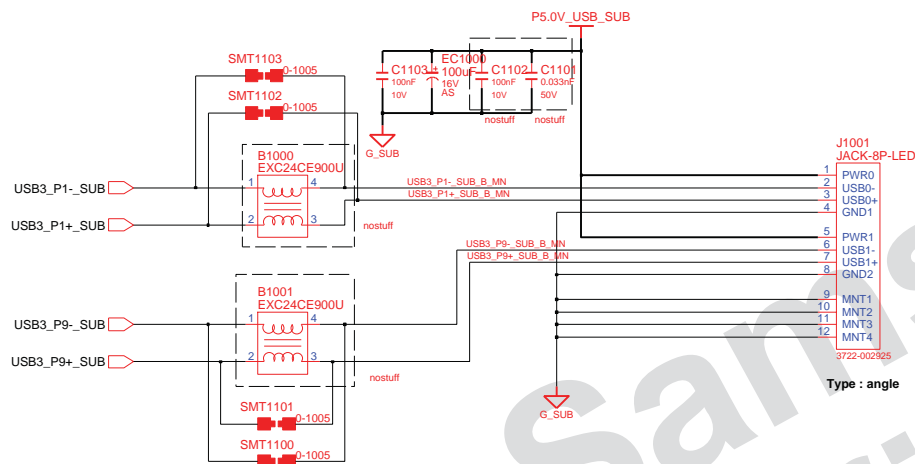 P5.0V_USB_SUB
SMT1103
0-1005
SMT1102
0-1005
C1103
100nF
10V
EC1000
100uF
16V
AS
C1102
100nF
10V
nostuff
C1101
0.033nF
50V
nostuff
G_SUB
J1001
JACK-8P-LED
B1000
EXC24CE900U
1 4
2 3
nostuff
USB3_P1-_SUB
USB3_P1+_SUB
USB3_P1-_SUB_B_MN
USB3_P1+_SUB_B_MN
1 PWR0
2 USB0-
3 USB0+
4 GND1
5 PWR1
6 USB1-
7 USB1+
8 GND2
9 MNT1
10 MNT2
11 MNT3
12 MNT4
3722-002925
Type : angle
USB3_P9-_SUB_B_MN
USB3_P9+_SUB_B_MN
B1001
EXC24CE900U
1 4
2 3
nostuff
USB3_P9-_SUB
USB3_P9+_SUB
SMT1101
0-1005
SMT1100
0-1005
G_SUB
Sams